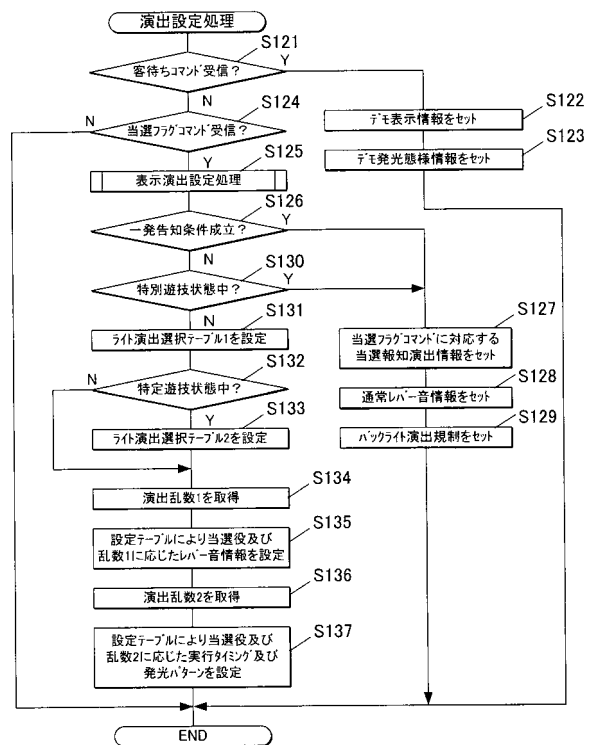 演出設定処理
S121
客待ちコマンド受信？
Y
N
S124
当選フラグコマンド受信？
N
Y
S122
デモ表示情報をセット
S123
デモ発光態様情報をセット
S125
表示演出設定処理
S126
一発告知条件成立？
Y
N
S130
特別遊技状態中？
Y
N
S131
ライト演出選択テーブル1を設定
S127
当選フラグコマンドに対応する
当選報知演出情報をセット
S132
特定遊技状態中？
N
Y
S128
通常レバー音情報をセット
S133
ライト演出選択テーブル2を設定
S129
バックライト演出規制をセット
S134
演出乱数1を取得
S135
設定テーブルにより当選役及び
乱数1に応じたレバー音情報を設定
S136
演出乱数2を取得
S137
設定テーブルにより当選役及び
乱数2に応じた実行タイミング及び
発光パターンを設定
END